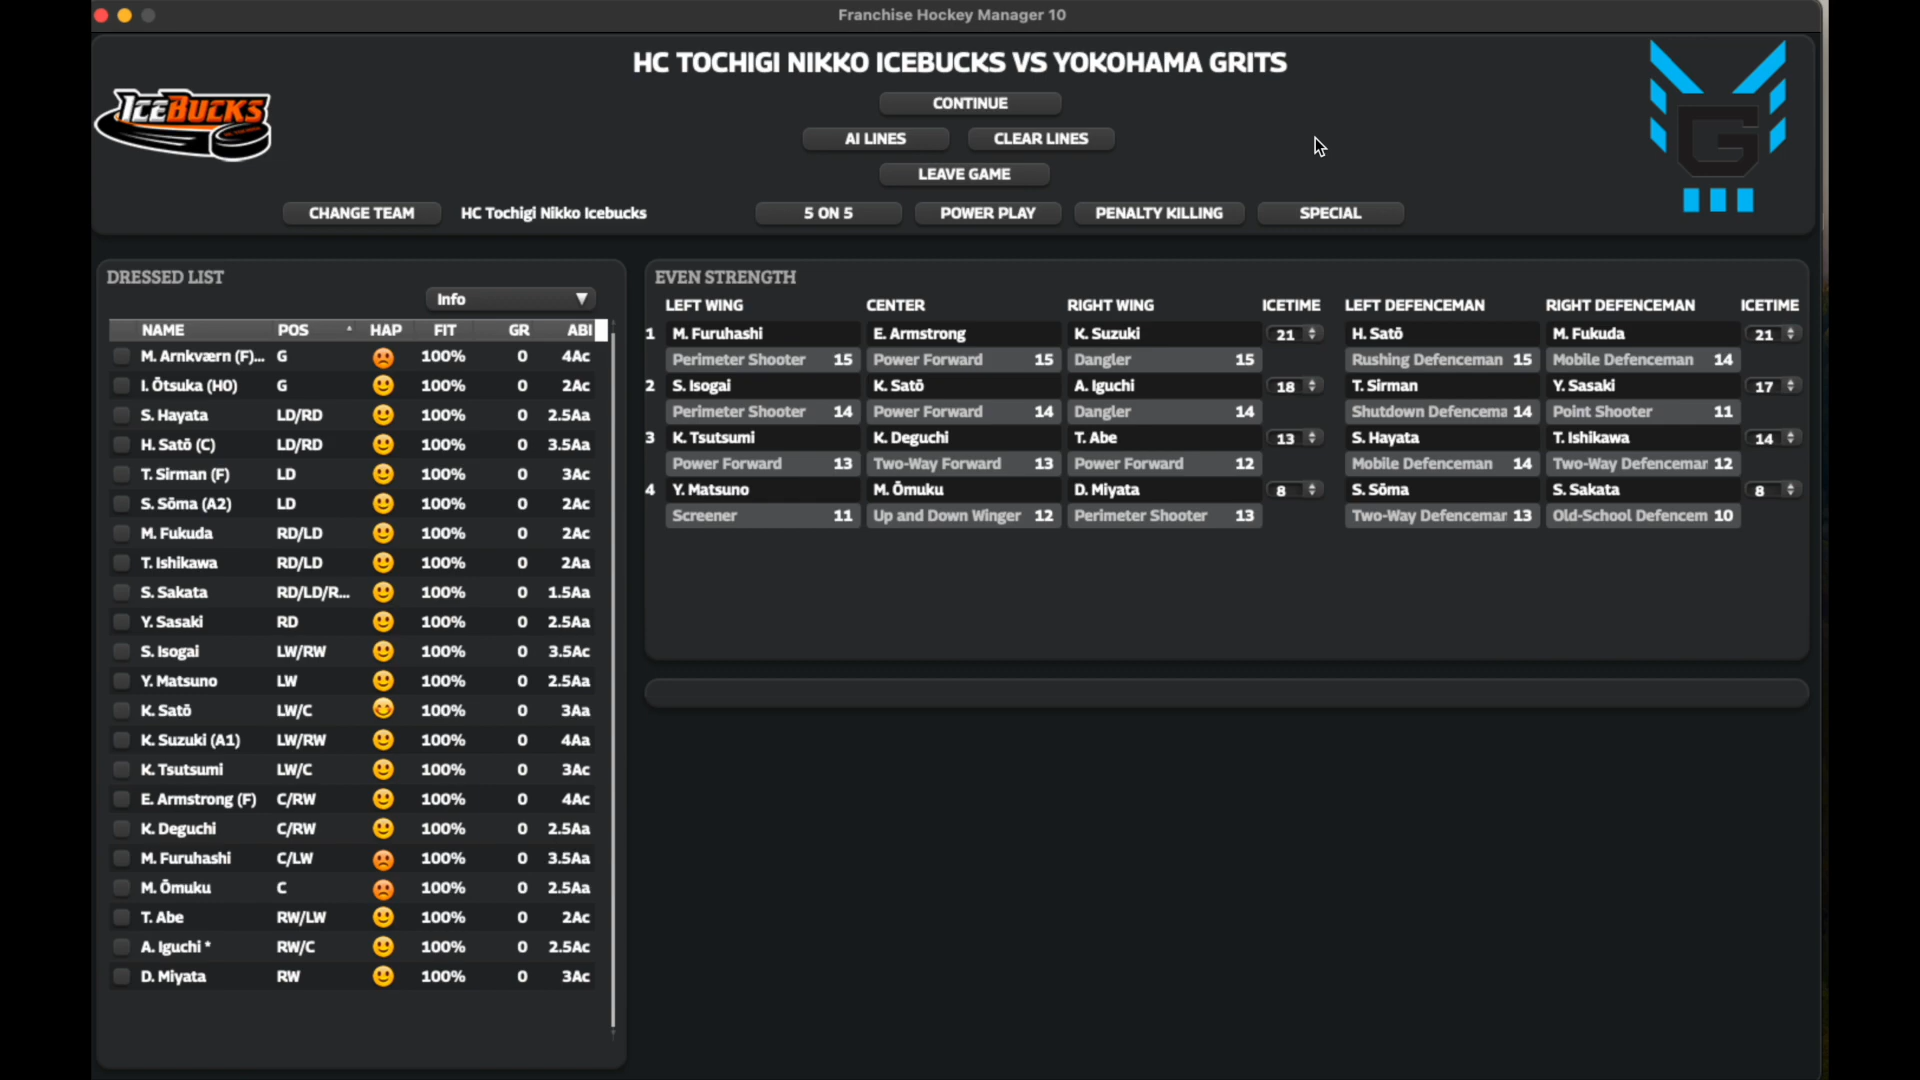 Franchise Hockey Manager 10
HC TOCHIGI NIKKO ICEBUCKS VS YOKOHAMA GRITS
ICEBUCKS
G
CONTINUE
AI LINES CLEAR LINES
LEAVE GAME
CHANGE TEAM HC Tochigi Nikko Icebucks 5 ON 5 POWER PLAY PENALTY KILLING SPECIAL
DRESSED LIST
Info
NAME POS HAP FIT GR ABI
M. Arnkværn (F)... G 100% 0 4Ac
I. Ōtsuka (H0) G 100% 0 2Ac
S. Hayata LD/RD 100% 0 2.5Aa
H. Satō (C) LD/RD 100% 0 3.5Aa
T. Sirman (F) LD 100% 0 3Ac
S. Sōma (A2) LD 100% 0 2Ac
M. Fukuda RD/LD 100% 0 2Ac
T. Ishikawa RD/LD 100% 0 2Aa
S. Sakata RD/LD/R... 100% 0 1.5Aa
Y. Sasaki RD 100% 0 2.5Aa
S. Isogai LW/RW 100% 0 3.5Ac
Y. Matsuno LW 100% 0 2.5Aa
K. Satō LW/C 100% 0 3Aa
K. Suzuki (A1) LW/RW 100% 0 4Aa
K. Tsutsumi LW/C 100% 0 3Ac
E. Armstrong (F) C/RW 100% 0 4Ac
K. Deguchi C/RW 100% 0 2.5Aa
M. Furuhashi C/LW 100% 0 3.5Aa
M. Ōmuku C 100% 0 2.5Aa
T. Abe RW/LW 100% 0 2Ac
A. Iguchi * RW/C 100% 0 2.5Ac
D. Miyata RW 100% 0 3Ac
EVEN STRENGTH
LEFT WING CENTER RIGHT WING ICETIME LEFT DEFENCEMAN RIGHT DEFENCEMAN ICETIME
1 M. Furuhashi E. Armstrong K. Suzuki 21 H. Satō M. Fukuda 21
Perimeter Shooter 15 Power Forward 15 Dangler 15 Rushing Defenceman 15 Mobile Defenceman 14
2 S. Isogai K. Satō A. Iguchi 18 T. Sirman Y. Sasaki 17
Perimeter Shooter 14 Power Forward 14 Dangler 14 Shutdown Defencema 14 Point Shooter 11
3 K. Tsutsumi K. Deguchi T. Abe 13 S. Hayata T. Ishikawa 14
Power Forward 13 Two-Way Forward 13 Power Forward 12 Mobile Defenceman 14 Two-Way Defencemar 12
4 Y. Matsuno M. Ōmuku D. Miyata 8 S. Sōma S. Sakata 8
Screener 11 Up and Down Winger 12 Perimeter Shooter 13 Two-Way Defencemar 13 Old-School Defencem 10